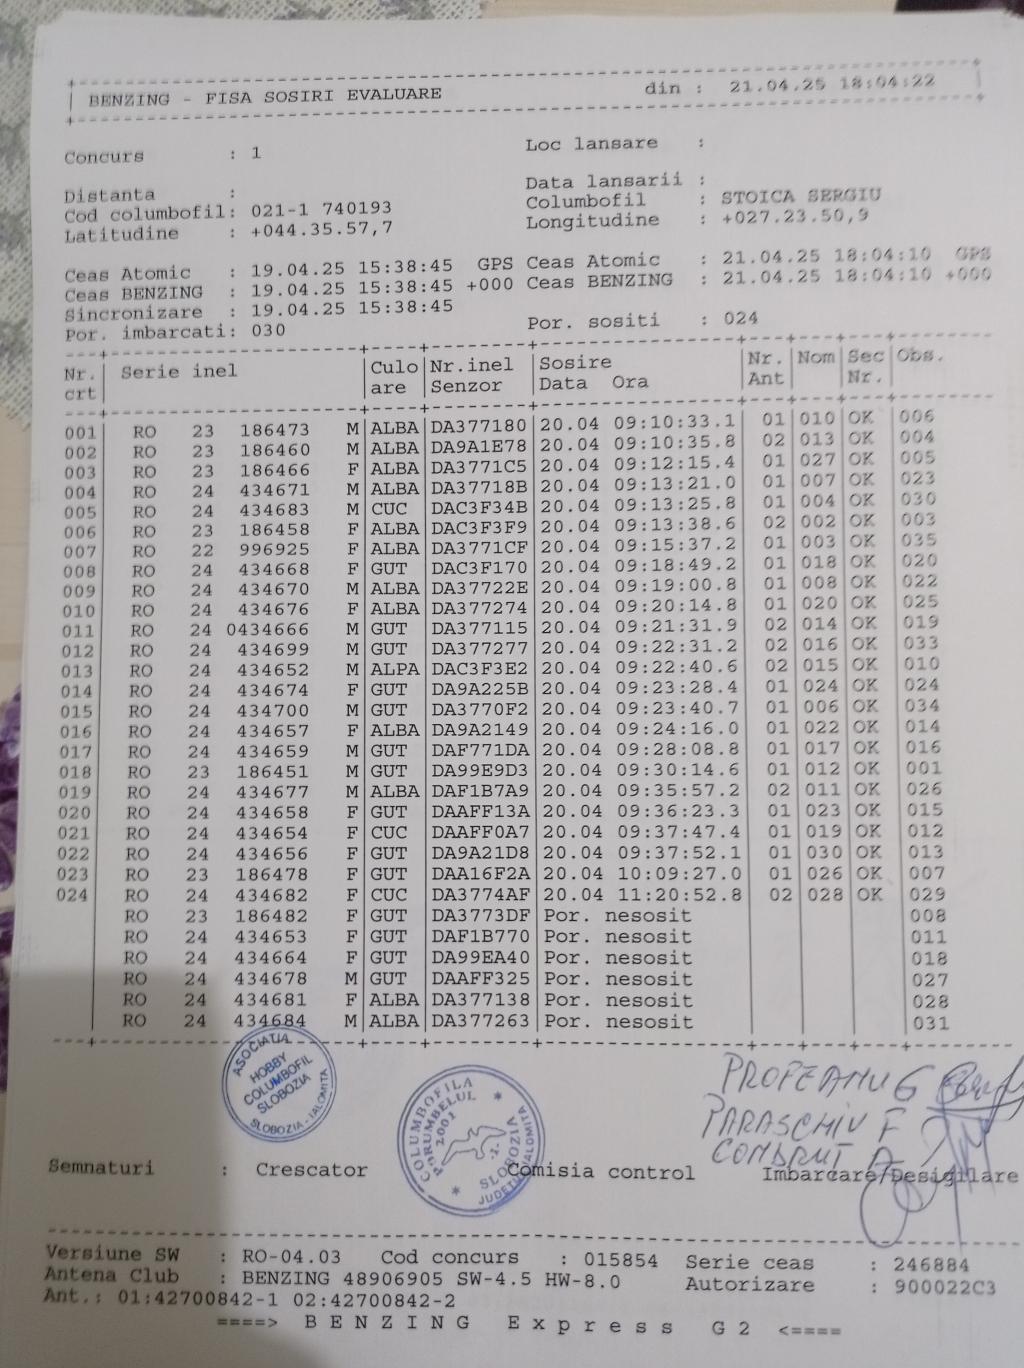 BENZING - FISA SOSIRI EVALUARE din : 21.04.25 18:04:22
Concurs : 1 Loc lansare :
Distanta : Data lansarii :
Cod columbofil: 021-1 740193 Columbofil : STOICA SERGIU
Latitudine : +044.35.57,7 Longitudine : +027.23.50,9
Ceas Atomic : 19.04.25 15:38:45 GPS Ceas Atomic : 21.04.25 18:04:10 GPS
Ceas BENZING : 19.04.25 15:38:45 +000 Ceas BENZING : 21.04.25 18:04:10 +000
Sincronizare : 19.04.25 15:38:45
Por. imbarcati: 030 Por. sositi : 024
Nr. Serie inel Culo Nr.inel Sosire Nr. Nom Sec Obs.
crt are Senzor Data Ora Ant Nr.
001 RO 23 186473 M ALBA DA377180 20.04 09:10:33.1 01 010 OK 006
002 RO 23 186460 M ALBA DA9A1E78 20.04 09:10:35.8 02 013 OK 004
003 RO 23 186466 F ALBA DA3771C5 20.04 09:12:15.4 01 027 OK 005
004 RO 24 434671 M ALBA DA37718B 20.04 09:13:21.0 01 007 OK 023
005 RO 24 434683 M CUC DAC3F34B 20.04 09:13:25.8 01 004 OK 030
006 RO 23 186458 F ALBA DAC3F3F9 20.04 09:13:38.6 02 002 OK 003
007 RO 22 996925 F ALBA DA3771CF 20.04 09:15:37.2 01 003 OK 035
008 RO 24 434668 F GUT DAC3F170 20.04 09:18:49.2 01 018 OK 020
009 RO 24 434670 M ALBA DA37722E 20.04 09:19:00.8 01 008 OK 022
010 RO 24 434676 F ALBA DA377274 20.04 09:20:14.8 01 020 OK 025
011 RO 24 0434666 M GUT DA377115 20.04 09:21:31.9 02 014 OK 019
012 RO 24 434699 M GUT DA377277 20.04 09:22:31.2 02 016 OK 033
013 RO 24 434652 M ALPA DAC3F3E2 20.04 09:22:40.6 02 015 OK 010
014 RO 24 434674 F GUT DA9A225B 20.04 09:23:28.4 01 024 OK 024
015 RO 24 434700 M GUT DA3770F2 20.04 09:23:40.7 01 006 OK 034
016 RO 24 434657 F ALBA DA9A2149 20.04 09:24:16.0 01 022 OK 014
017 RO 24 434659 M GUT DAF771DA 20.04 09:28:08.8 01 017 OK 016
018 RO 23 186451 M GUT DA99E9D3 20.04 09:30:14.6 01 012 OK 001
019 RO 24 434677 M ALBA DAF1B7A9 20.04 09:35:57.2 02 011 OK 026
020 RO 24 434658 F GUT DAAFF13A 20.04 09:36:23.3 01 023 OK 015
021 RO 24 434654 F CUC DAAFF0A7 20.04 09:37:47.4 01 019 OK 012
022 RO 24 434656 F GUT DA9A21D8 20.04 09:37:52.1 01 030 OK 013
023 RO 23 186478 F GUT DAA16F2A 20.04 10:09:27.0 01 026 OK 007
024 RO 24 434682 F CUC DA3774AF 20.04 11:20:52.8 02 028 OK 029
RO 23 186482 F GUT DA3773DF Por. nesosit 008
RO 24 434653 F GUT DAF1B770 Por. nesosit 011
RO 24 434664 F GUT DA99EA40 Por. nesosit 018
RO 24 434678 M GUT DAAFF325 Por. nesosit 027
RO 24 434681 F ALBA DA377138 Por. nesosit 028
RO 24 434684 M ALBA DA377263 Por. nesosit 031
ASOCIATIA
HOBBY
COLUMBOFIL
SLOBOZIA
SLOBOZIA - IALOMITA
COLUMBOFILA
PORUMBELUL
2001
SLOBOZIA
JUDETUL IALOMITA
PROFEANU G
PARASCHIV F
Semnaturi : Crescator Comisia control Imbarcare/Desigilare
Versiune SW : RO-04.03 Cod concurs : 015854 Serie ceas : 246884
Antena Club : BENZING 48906905 SW-4.5 HW-8.0 Autorizare : 900022C3
Ant.: 01:42700842-1 02:42700842-2
====> BENZING Express G2 <====